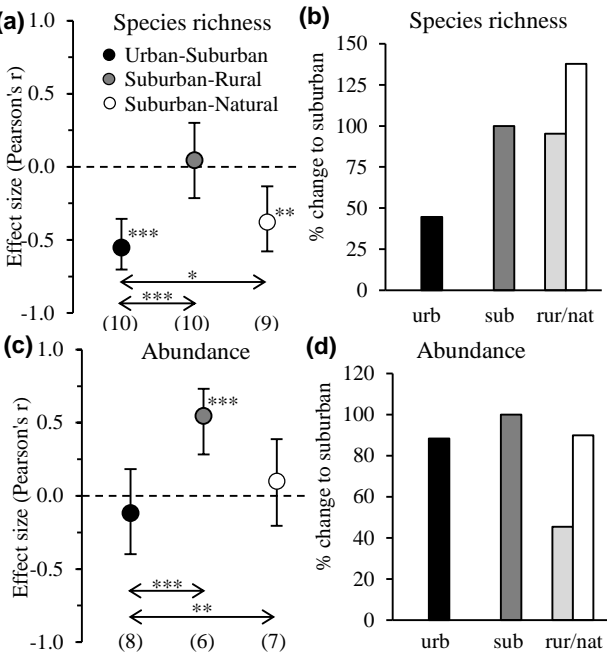 (a)
Species richness
Effect size (Pearson's r)
1.0
0.5
0.0
-0.5
-1.0
Urban-Suburban
Suburban-Rural
Suburban-Natural
***
**
*
***
(10)
(10)
(9)
(b)
Species richness
% change to suburban
150
125
100
75
50
25
0
urb
sub
rur/nat
(c)
Abundance
Effect size (Pearson's r)
1.0
0.5
0.0
-0.5
-1.0
***
***
**
(8)
(6)
(7)
(d)
Abundance
% change to suburban
120
100
80
60
40
20
0
urb
sub
rur/nat